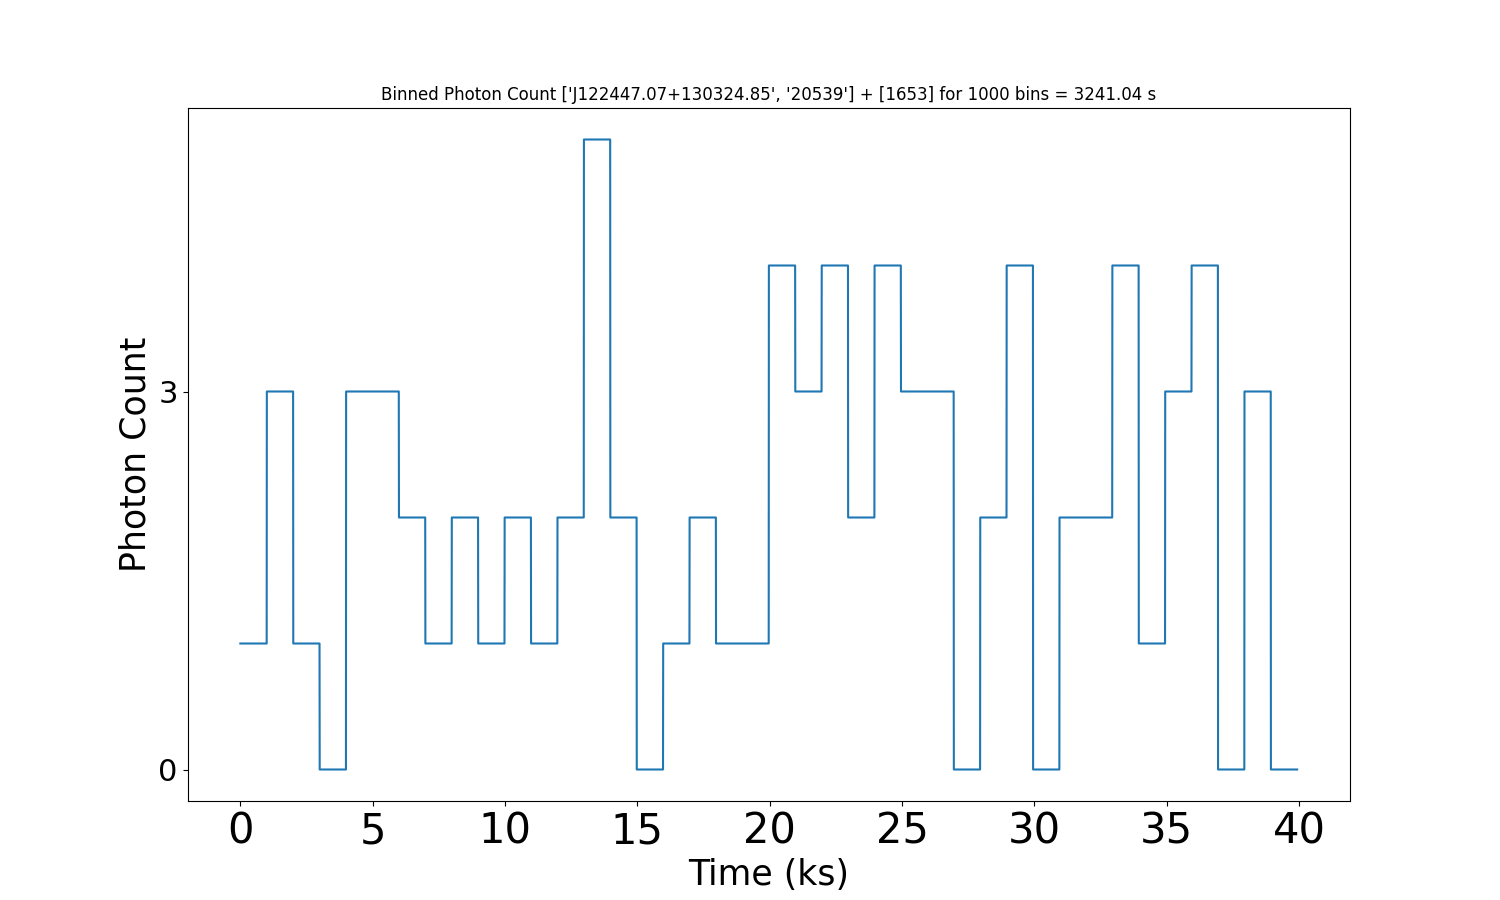 Binned Photon Count ['J122447.07+130324.85', '20539'] + [1653] for 1000 bins = 3241.04 s
Photon Count
3
0
0 5 10 15 20 25 30 35 40
Time (ks)